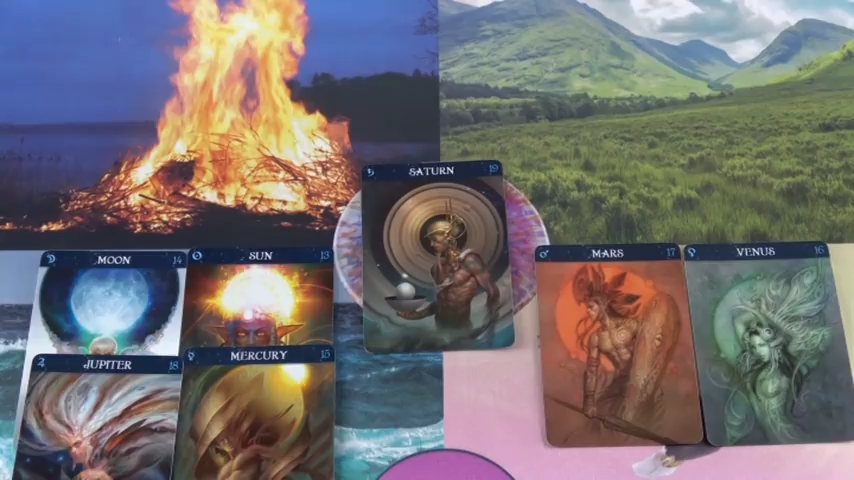 SATURN 19
MOON 14
SUN 13
MARS 17
VENUS 16
JUPITER 18
MERCURY 15